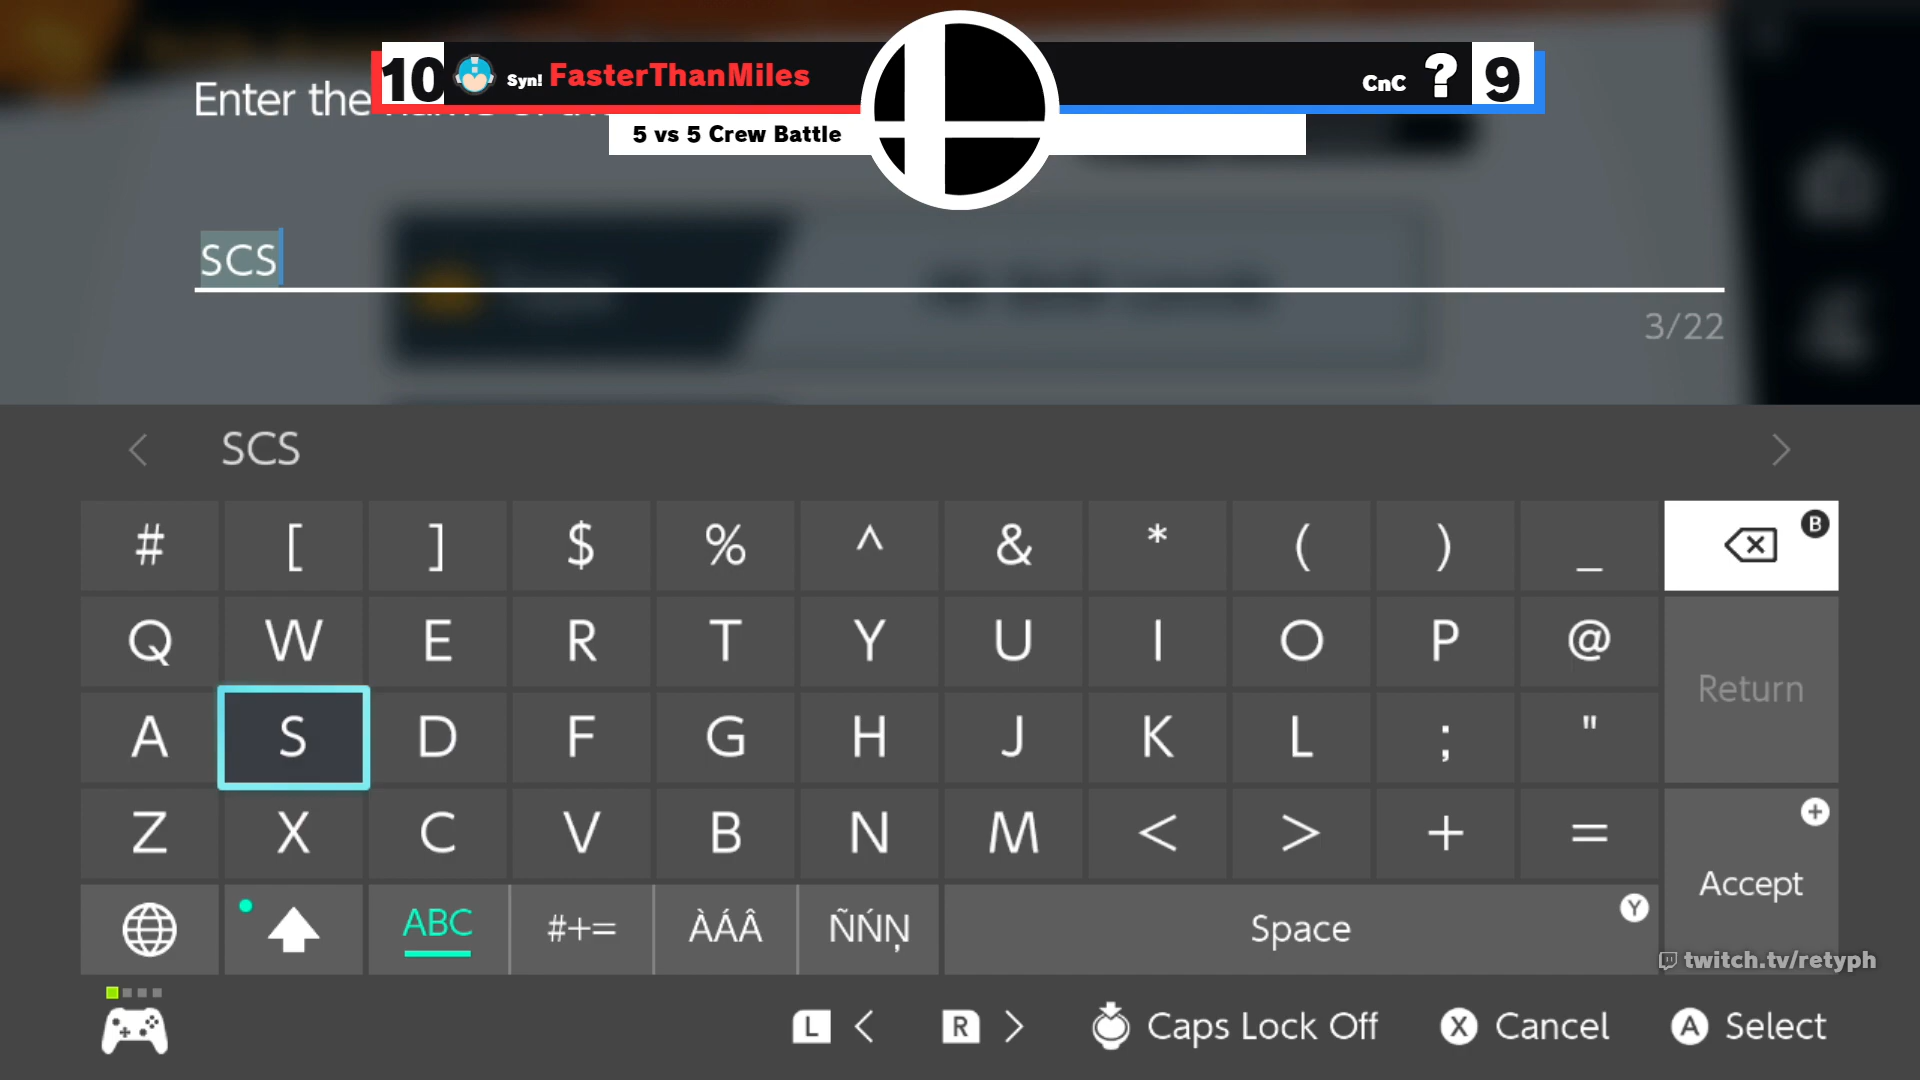 10 Syn! FasterThanMiles CnC ? 9
Enter the
5 vs 5 Crew Battle
SCS
3/22
SCS
# [ ] $ % ^ & * ( ) _ B
Q W E R T Y U I O P @ Return
A S D F G H J K L ; "
Z X C V B N M < > + = Accept
ABC #+= ÀÁÂ ÑŃŅ Space Y
twitch.tv/retyph
L < R > Caps Lock Off X Cancel A Select